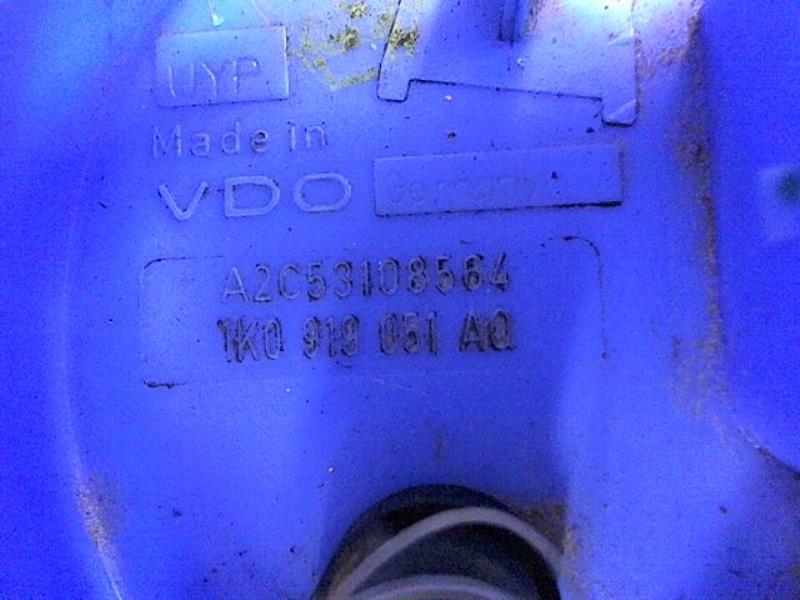 UYP
Made in
VDO Germany
A2C53108564
1K0 919 051 AQ